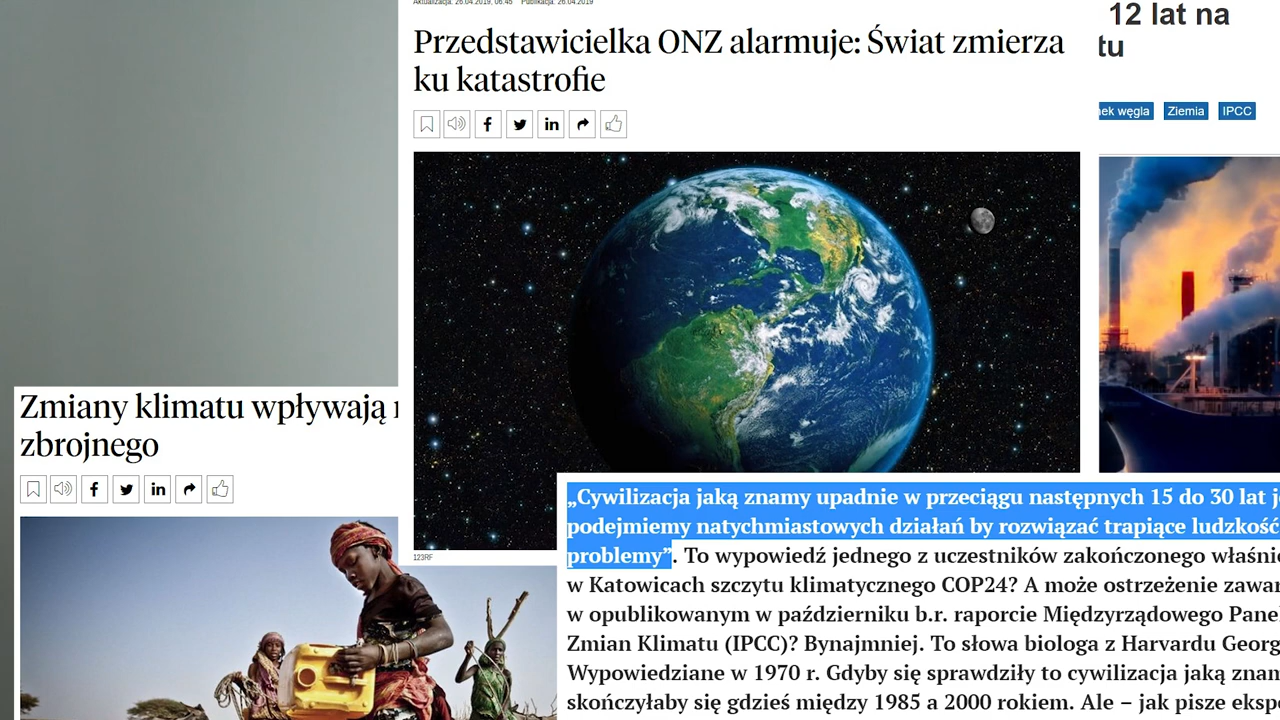 Aktualizacja: 26.04.2019, 06:45 Publikacja: 26.04.2019
Przedstawicielka ONZ alarmuje: Świat zmierza
ku katastrofie
123RF
12 lat na
tu
nek węgla Ziemia IPCC
Zmiany klimatu wpływają
zbrojnego
„Cywilizacja jaką znamy upadnie w przeciągu następnych 15 do 30 lat
podejmiemy natychmiastowych działań by rozwiązać trapiące ludzkość
problemy”. To wypowiedź jednego z uczestników zakończonego właśnie
w Katowicach szczytu klimatycznego COP24? A może ostrzeżenie zawar
w opublikowanym w październiku b.r. raporcie Międzyrządowego Pane
Zmian Klimatu (IPCC)? Bynajmniej. To słowa biologa z Harvardu Georg
Wypowiedziane w 1970 r. Gdyby się sprawdziły to cywilizacja jaką znam
skończyłaby się gdzieś między 1985 a 2000 rokiem. Ale – jak pisze eksp